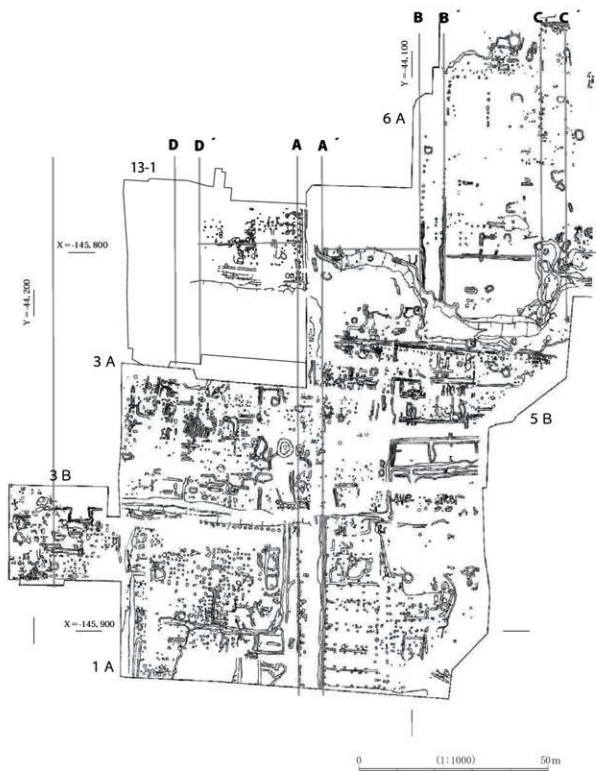 B B´ C C´
Y=-44,100
6 A
D D´ A A´
13-1
X=-145,800
Y=-44,200
3 A
5 B
3 B
X=-145,900
1 A
0 (1:1000) 50m